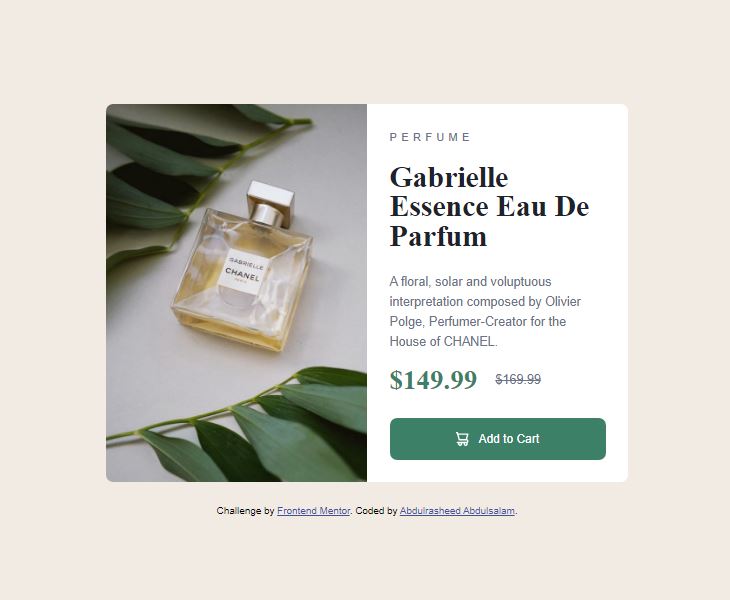 GABRIELLE
CHANEL
PARIS
PERFUME
Gabrielle
Essence Eau De
Parfum
A floral, solar and voluptuous
interpretation composed by Olivier
Polge, Perfumer-Creator for the
House of CHANEL.
$149.99 $169.99
Add to Cart
Challenge by Frontend Mentor. Coded by Abdulrasheed Abdulsalam.